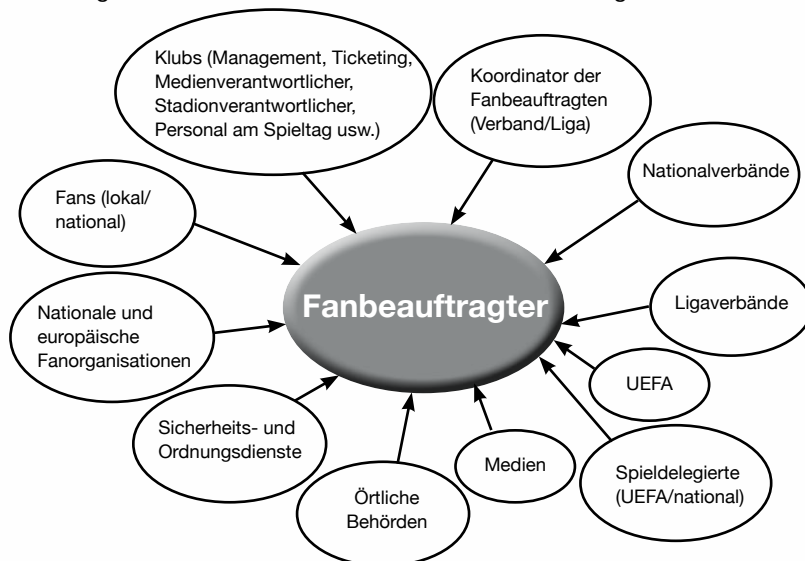 Klubs (Management, Ticketing,
Medienverantwortlicher,
Stadionverantwortlicher,
Personal am Spieltag usw.)
Koordinator der
Fanbeauftragten
(Verband/Liga)
Nationalverbände
Fans (lokal/
national)
Fanbeauftragter
Ligaverbände
Nationale und
europäische
Fanorganisationen
UEFA
Sicherheits- und
Ordnungsdienste
Medien
Spieldelegierte
(UEFA/national)
Örtliche
Behörden